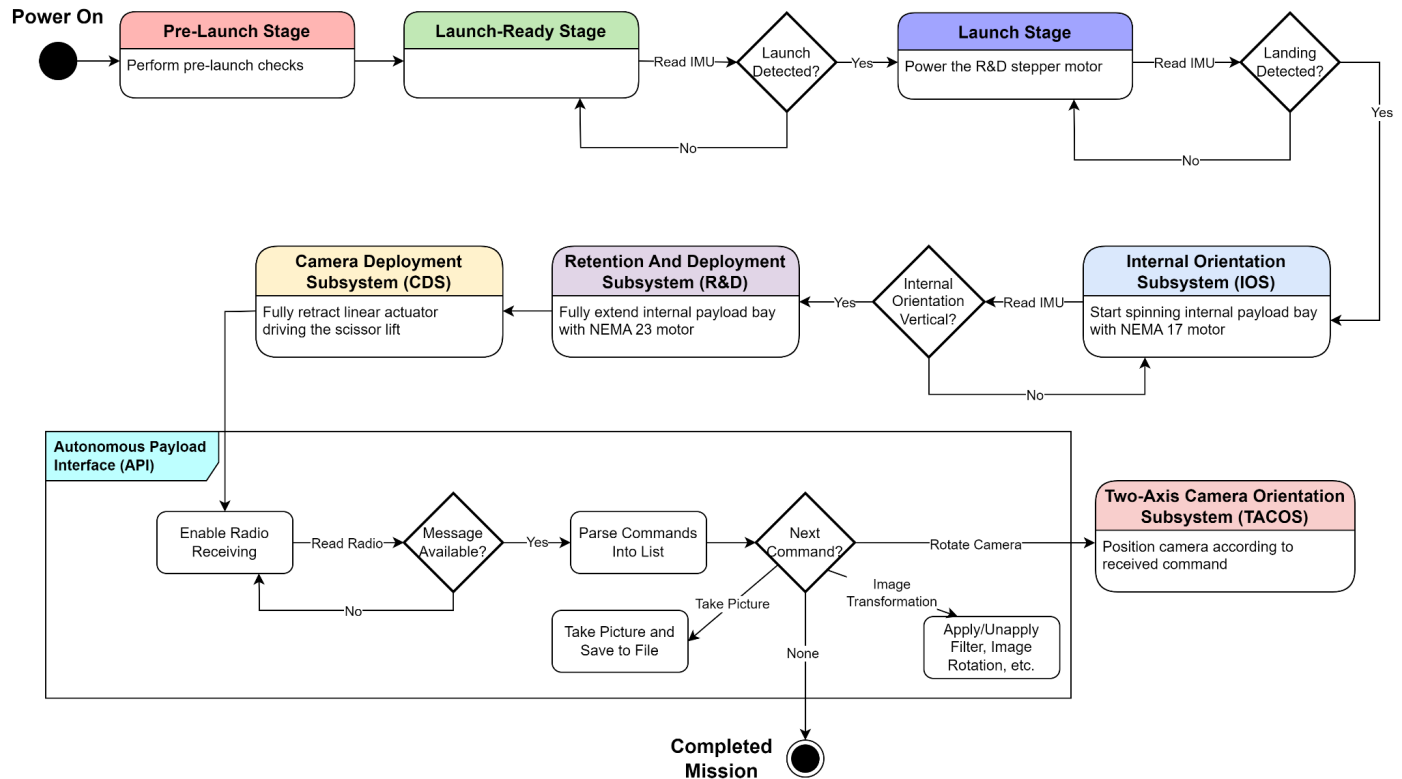 Power On
Pre-Launch Stage
Perform pre-launch checks
Launch-Ready Stage
Read IMU
Launch
Detected?
Yes
No
Launch Stage
Power the R&D stepper motor
Read IMU
Landing
Detected?
Yes
No
Internal Orientation
Subsystem (IOS)
Start spinning internal payload bay
with NEMA 17 motor
Read IMU
Internal
Orientation
Vertical?
Yes
No
Retention And Deployment
Subsystem (R&D)
Fully extend internal payload bay
with NEMA 23 motor
Camera Deployment
Subsystem (CDS)
Fully retract linear actuator
driving the scissor lift
Autonomous Payload
Interface (API)
Enable Radio
Receiving
Read Radio
Message
Available?
Yes
No
Parse Commands
Into List
Next
Command?
Rotate Camera
Two-Axis Camera Orientation
Subsystem (TACOS)
Position camera according to
received command
Take Picture
Take Picture and
Save to File
Image
Transformation
Apply/Unapply
Filter, Image
Rotation, etc.
None
Completed
Mission